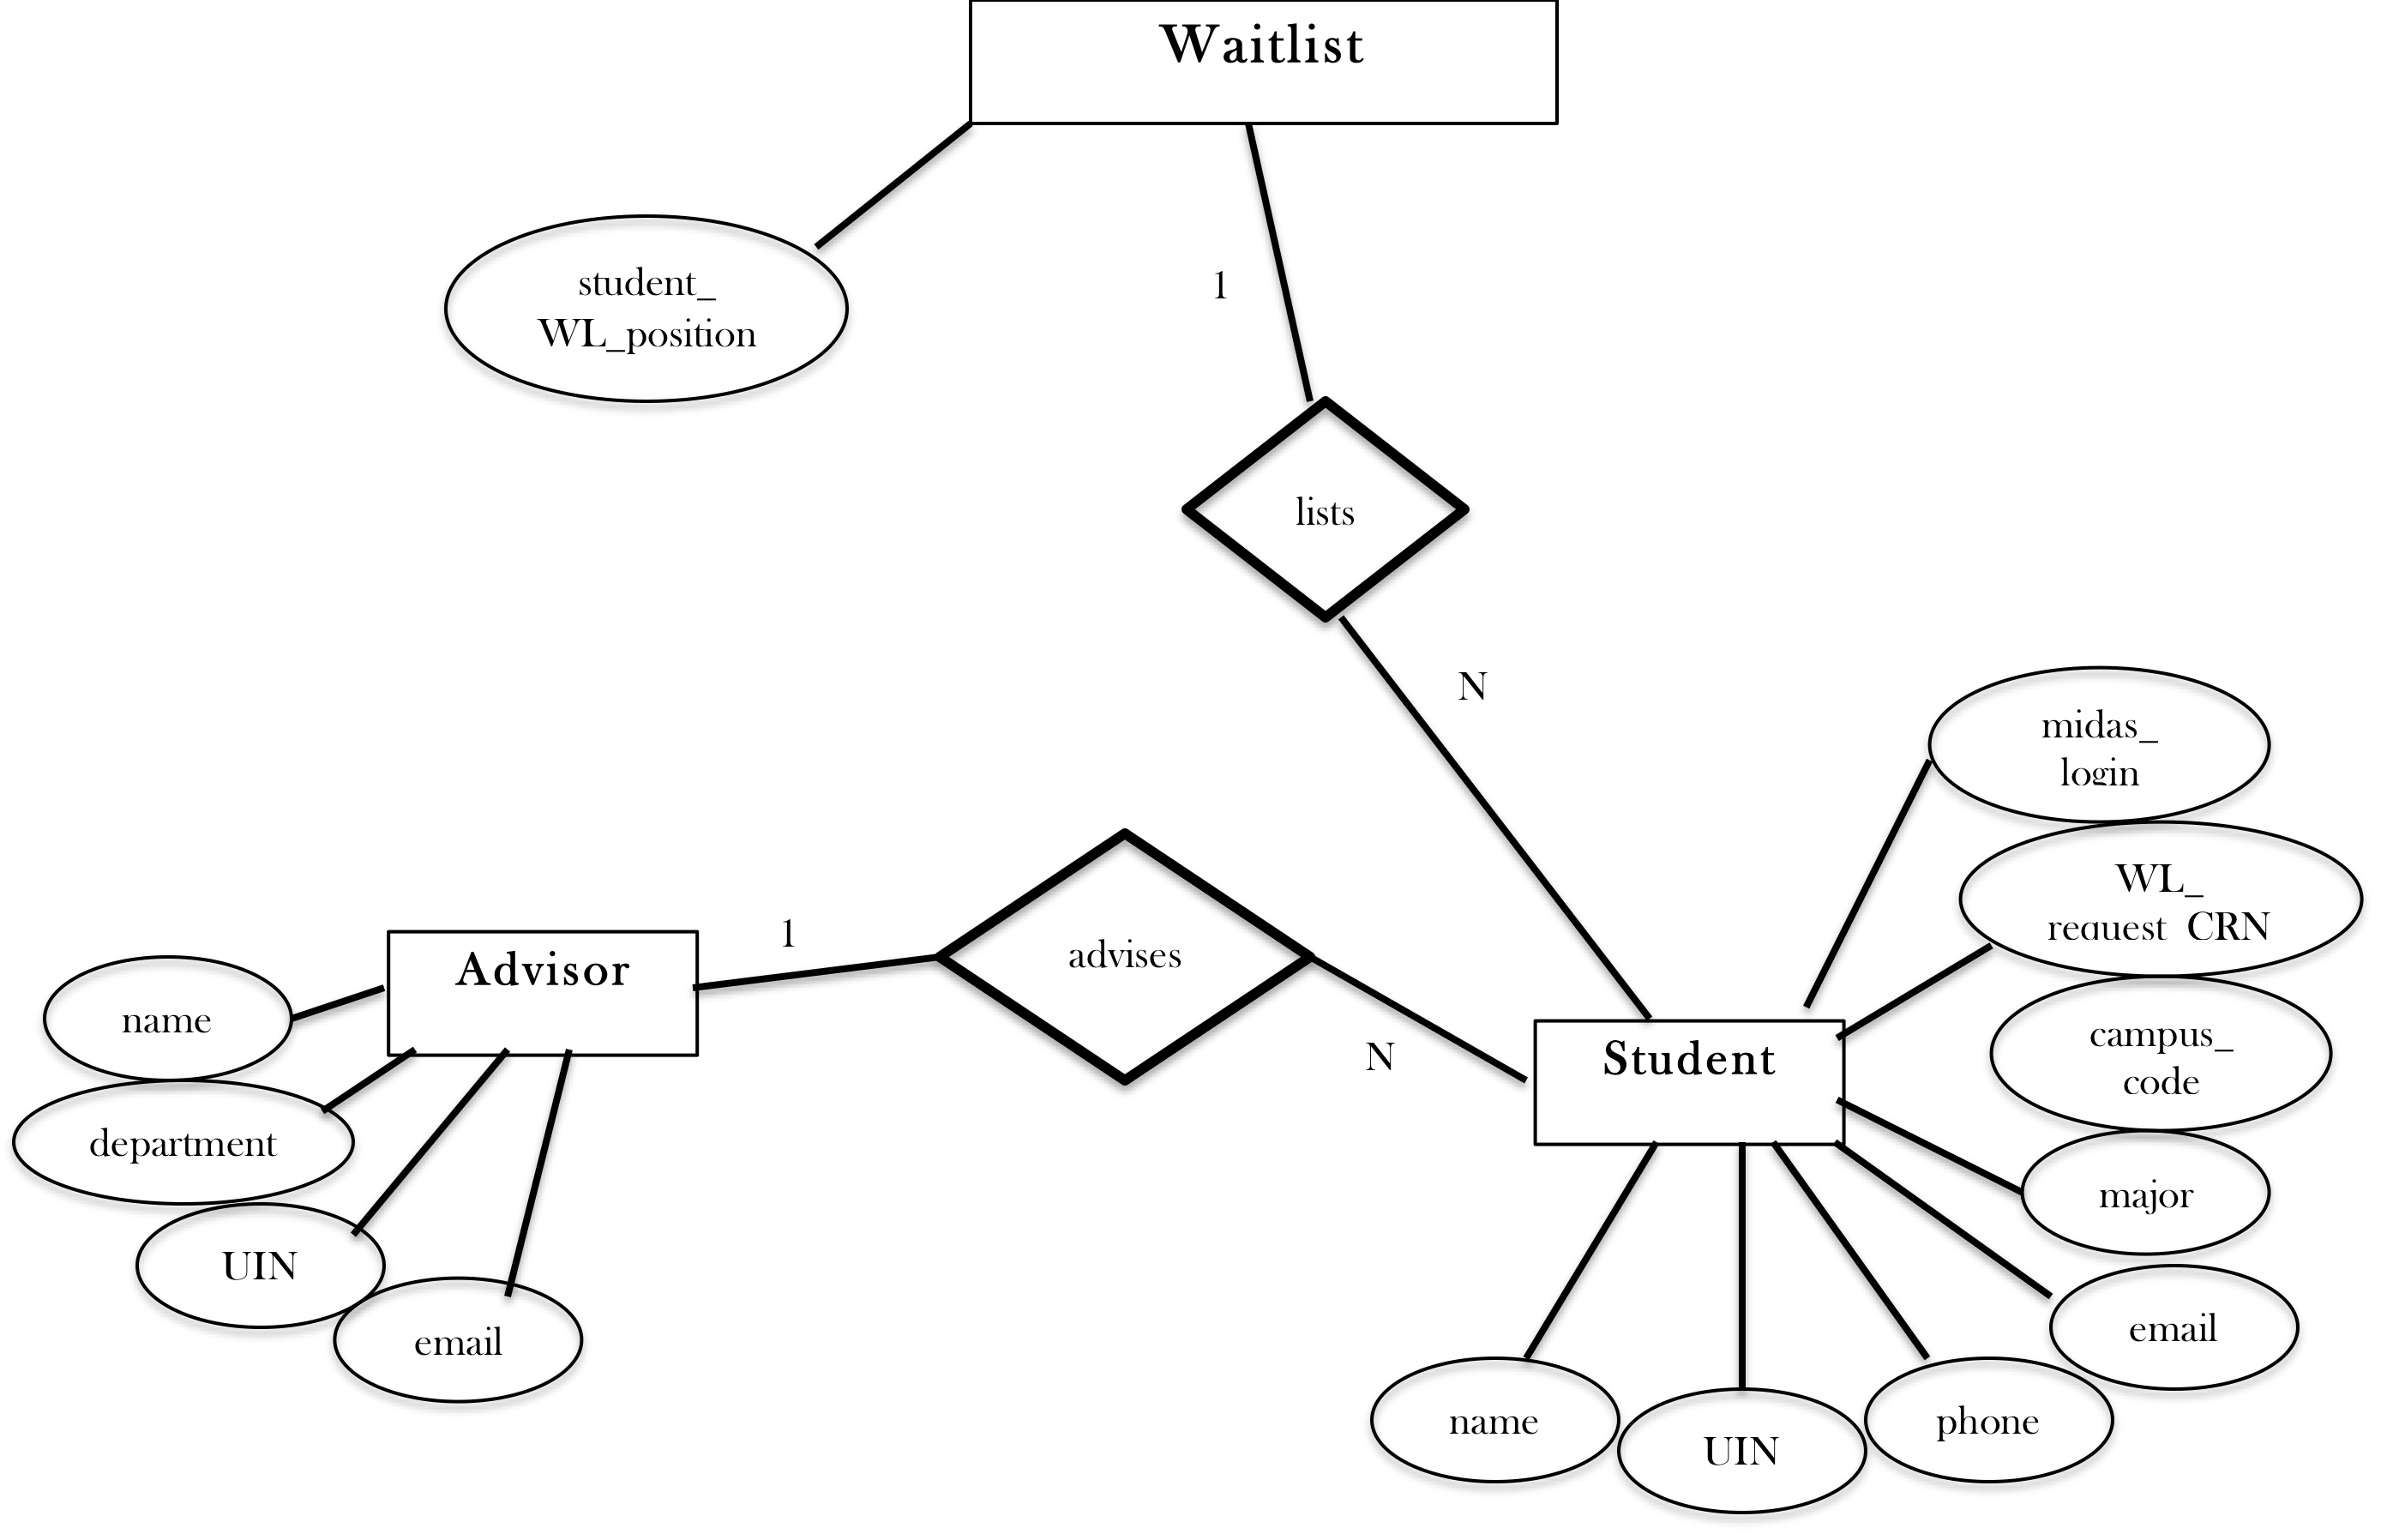 Waitlist
student_
WL_position
1
lists
N
midas_
login
WL_
request_CRN
Advisor
1
advises
N
Student
campus_
code
name
department
UIN
email
major
email
name
UIN
phone